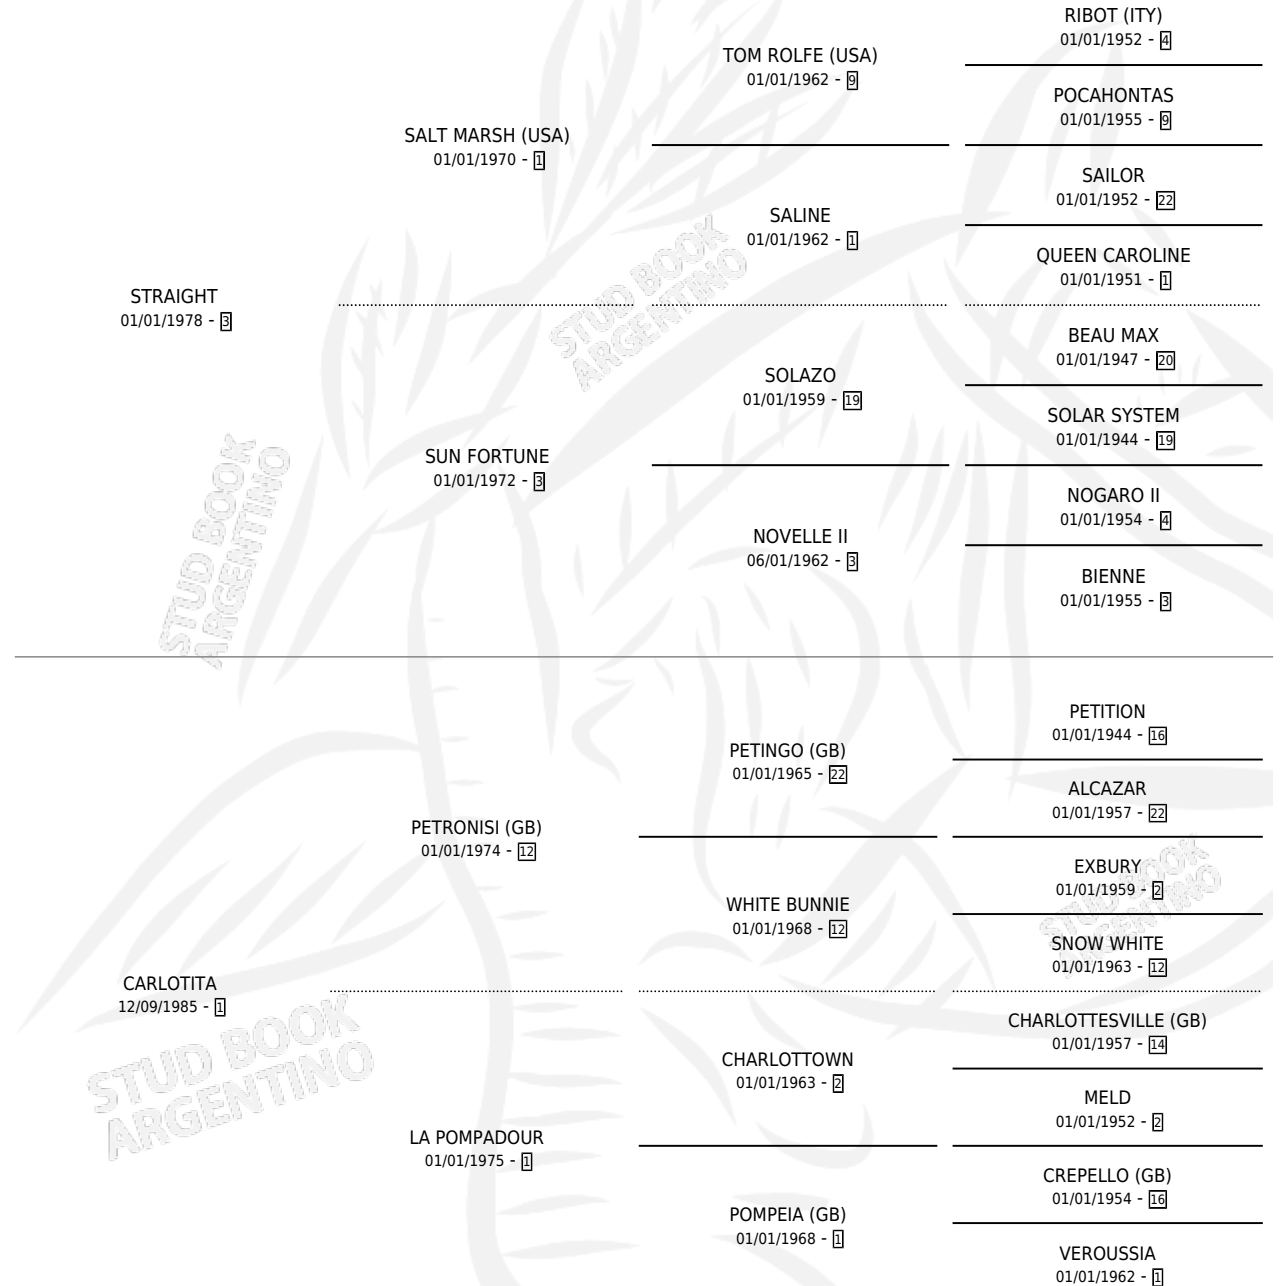 RIBOT (ITY)
01/01/1952 - 4
TOM ROLFE (USA)
01/01/1962 - 9
POCAHONTAS
01/01/1955 - 9
SALT MARSH (USA)
01/01/1970 - 1
SAILOR
01/01/1952 - 22
SALINE
01/01/1962 - 1
QUEEN CAROLINE
01/01/1951 - 1
STRAIGHT
01/01/1978 - 3
STUD BOOK
ARGENTINO
BEAU MAX
01/01/1947 - 20
SOLAZO
01/01/1959 - 19
SOLAR SYSTEM
01/01/1944 - 19
SUN FORTUNE
01/01/1972 - 3
NOGARO II
01/01/1954 - 4
NOVELLE II
06/01/1962 - 3
BIENNE
01/01/1955 - 3
STUD BOOK
ARGENTINO
PETITION
01/01/1944 - 16
PETINGO (GB)
01/01/1965 - 22
ALCAZAR
01/01/1957 - 22
PETRONISI (GB)
01/01/1974 - 12
EXBURY
01/01/1959 - 2
WHITE BUNNIE
01/01/1968 - 12
STUD BOOK
ARGENTINO
SNOW WHITE
01/01/1963 - 12
CARLOTITA
12/09/1985 - 1
CHARLOTTESVILLE (GB)
01/01/1957 - 14
STUD BOOK
ARGENTINO
CHARLOTTOWN
01/01/1963 - 2
MELD
01/01/1952 - 2
LA POMPADOUR
01/01/1975 - 1
CREPELLO (GB)
01/01/1954 - 16
POMPEIA (GB)
01/01/1968 - 1
VEROUSSIA
01/01/1962 - 1